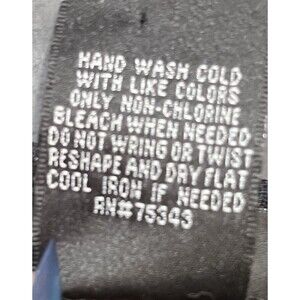 HAND WASH COLD
WITH LIKE COLORS
ONLY NON-CHLORINE
BLEACH WHEN NEEDED
DO NOT WRING OR TWIST
RESHAPE AND DRY FLAT
COOL IRON IF NEEDED
RN#75343